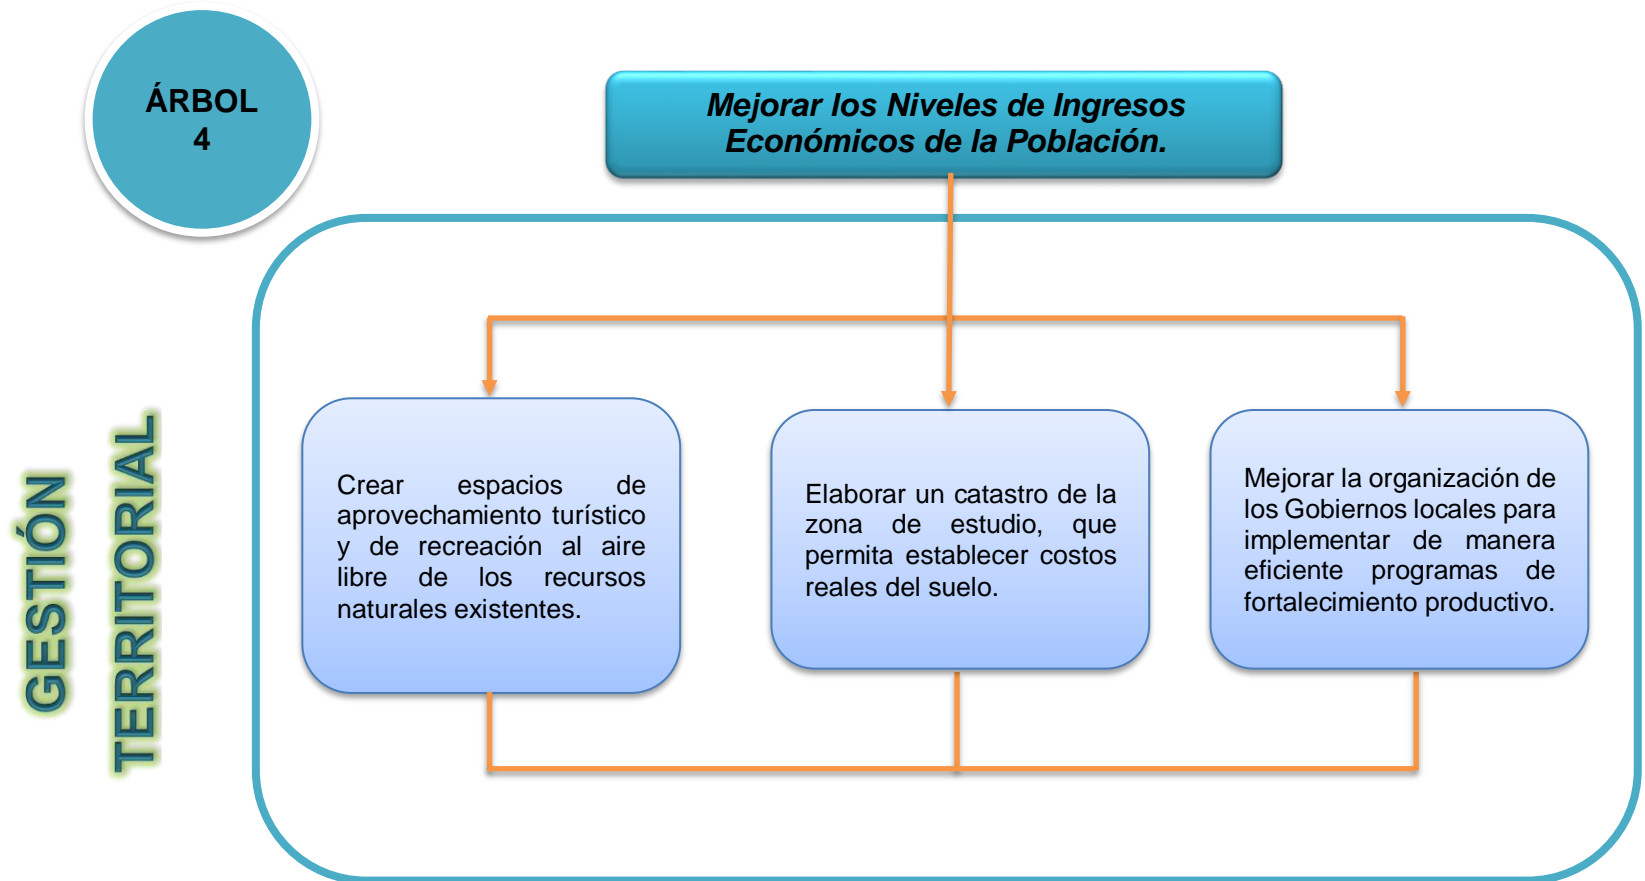 ÁRBOL
4
Mejorar los Niveles de Ingresos
Económicos de la Población.
GESTIÓN
TERRITORIAL
Crear espacios de
aprovechamiento turístico
y de recreación al aire
libre de los recursos
naturales existentes.
Elaborar un catastro de la
zona de estudio, que
permita establecer costos
reales del suelo.
Mejorar la organización de
los Gobiernos locales para
implementar de manera
eficiente programas de
fortalecimiento productivo.